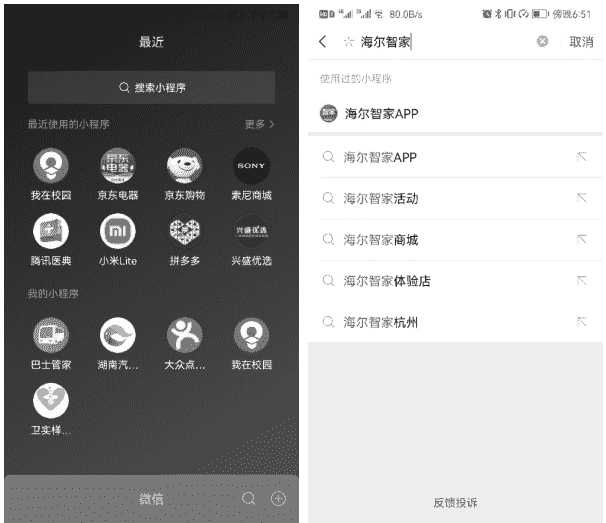 最近
搜索小程序
最近使用的小程序
更多
我在校园
京东电器
京东购物
SONY
索尼商城
腾讯医典
小米Lite
拼多多
兴盛优选
兴盛优选
我的小程序
巴士管家
湖南汽...
大众点...
我在校园
卫实样...
微信
80.0B/s
傍晚6:51
海尔智家
取消
使用过的小程序
海尔智家APP
海尔智家APP
海尔智家活动
海尔智家商城
海尔智家体验店
海尔智家杭州
反馈投诉